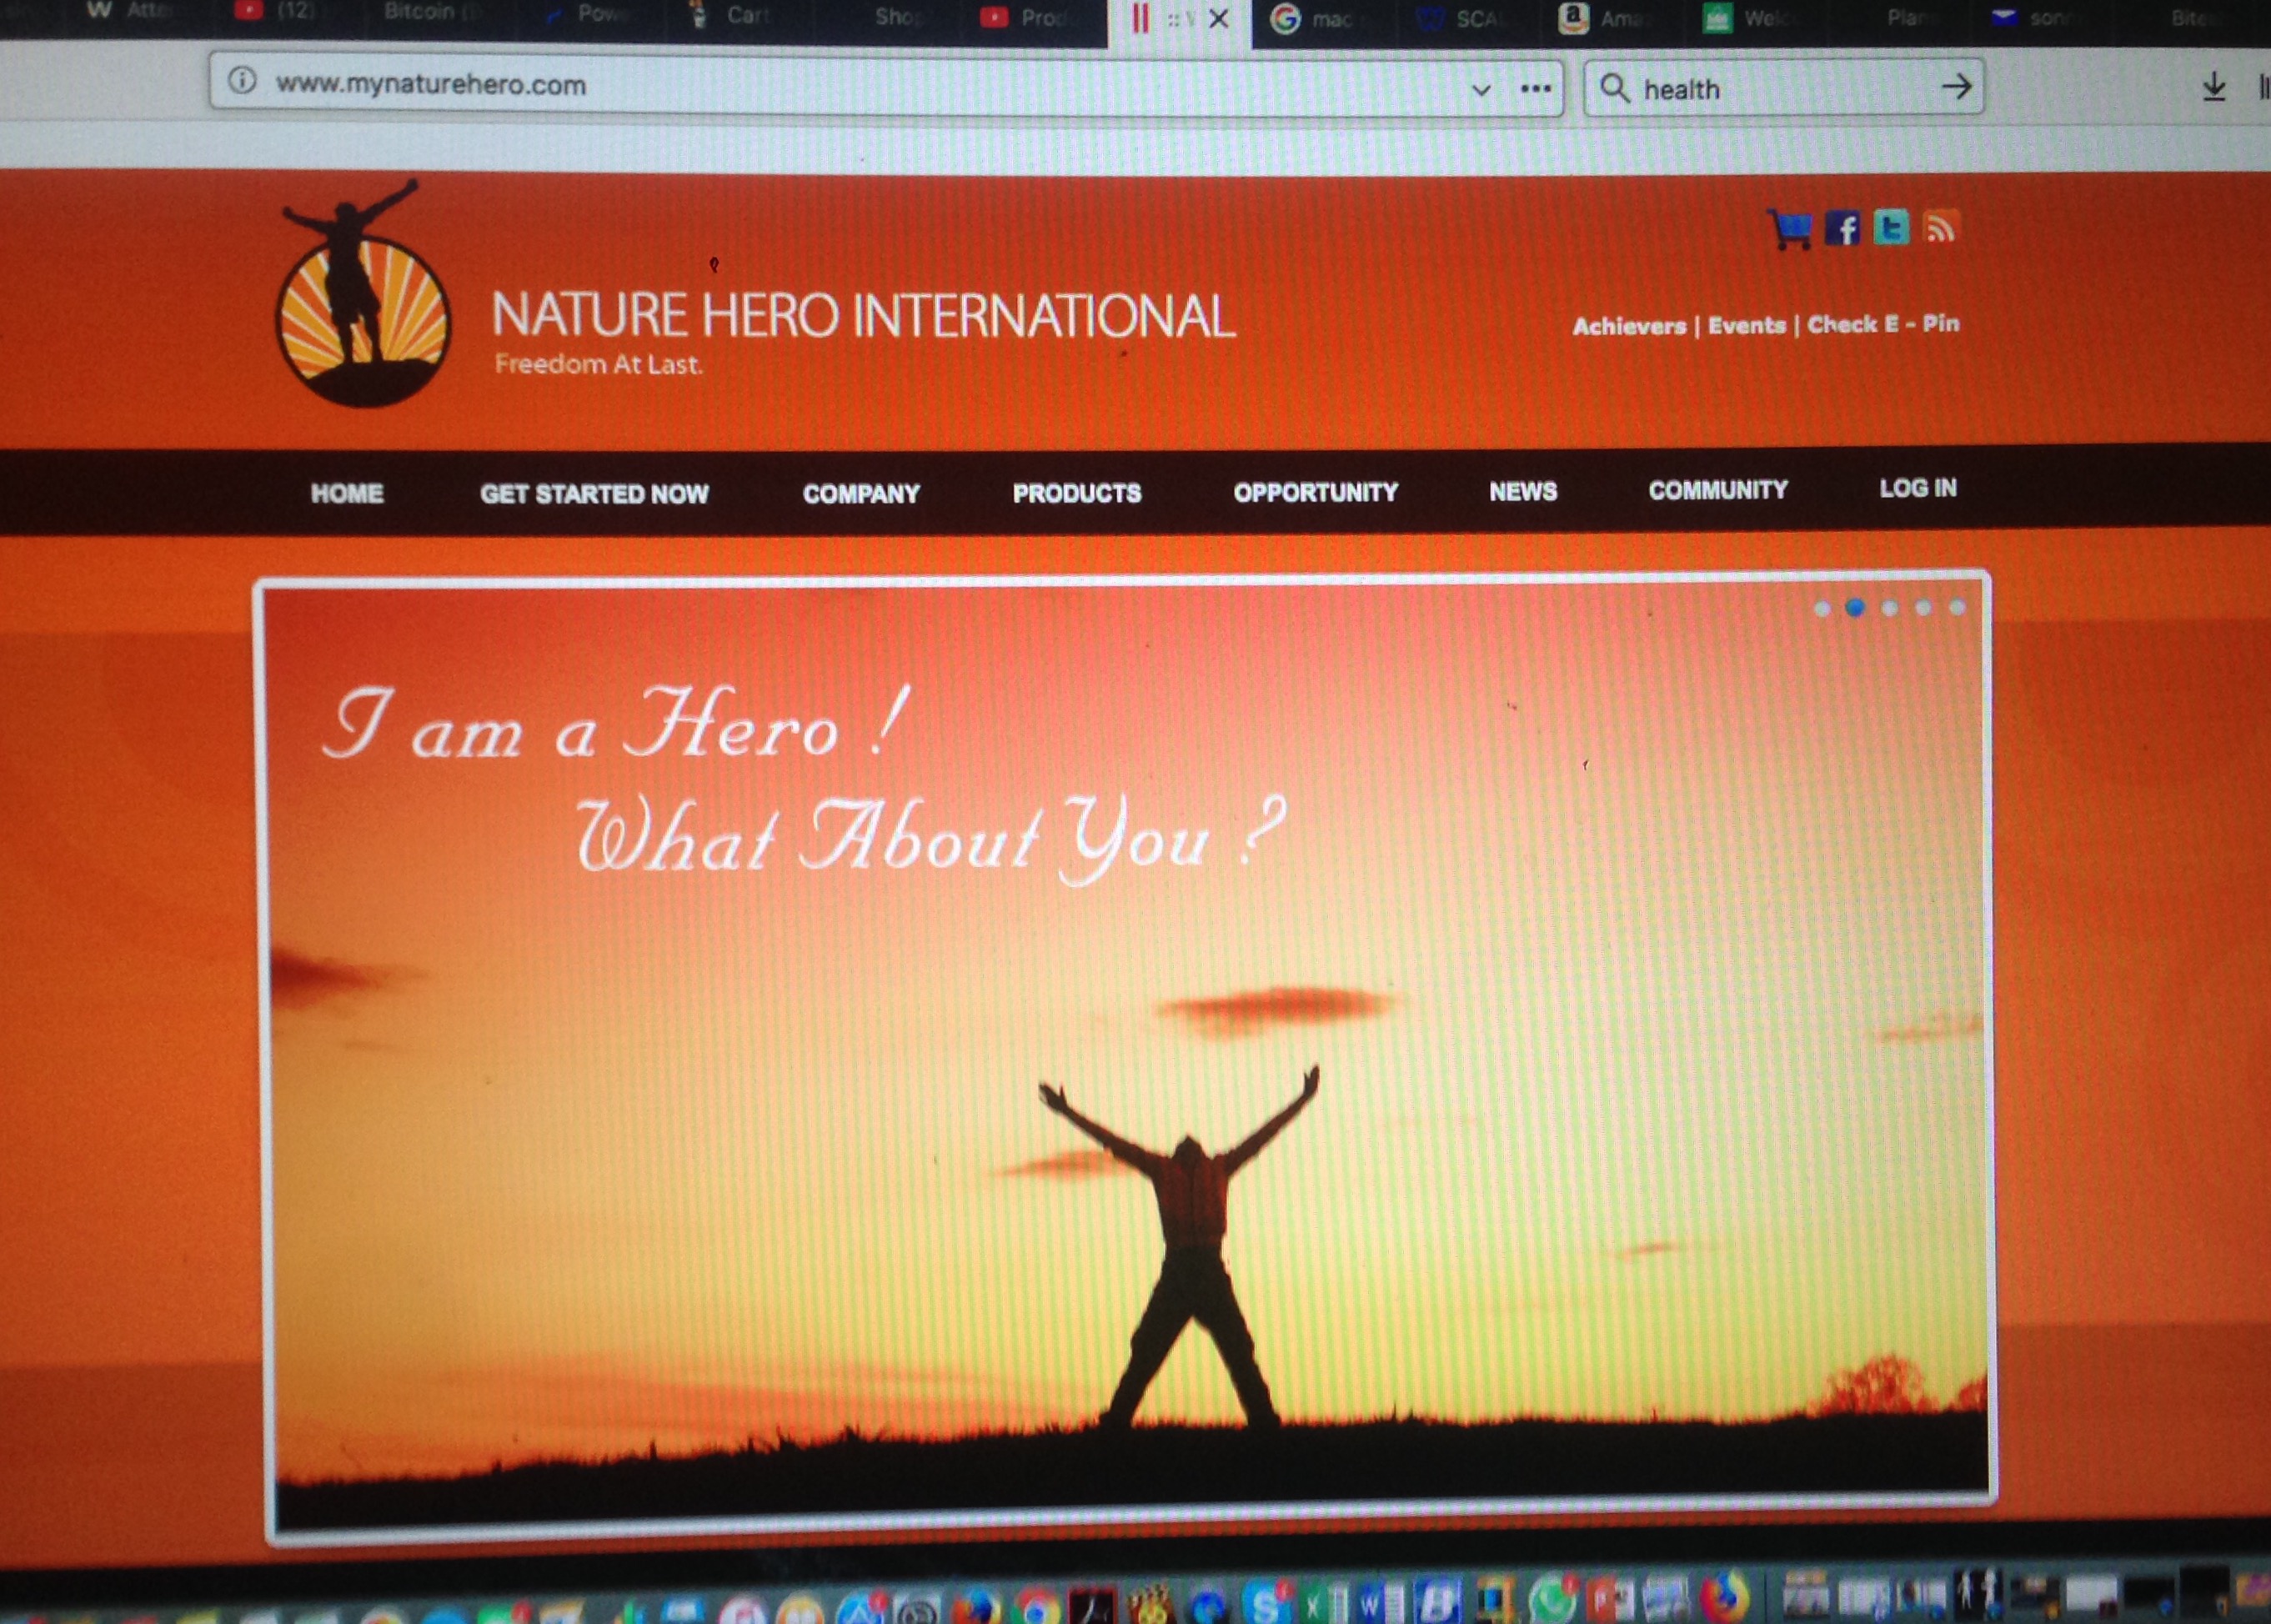 W Atte
(12)
Bitcoin
Pow
Cart
Shop
Prod
mac
SCAL
Ama
Welc
Plan
sonn
Bitc
www.mynaturehero.com
health
NATURE HERO INTERNATIONAL
Freedom At Last.
Achievers | Events | Check E - Pin
HOME GET STARTED NOW COMPANY PRODUCTS OPPORTUNITY NEWS COMMUNITY LOG IN
I am a Hero !
What About You ?